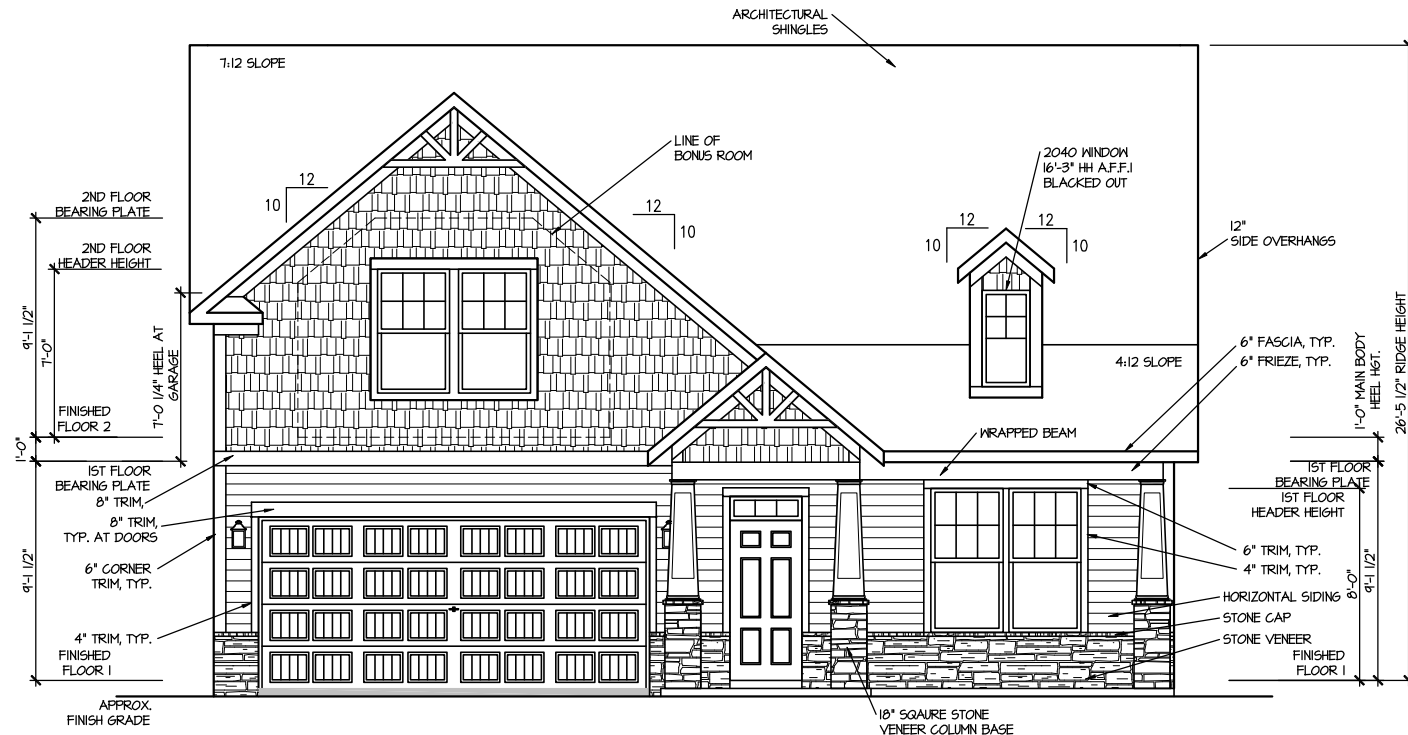 ARCHITECTURAL
SHINGLES
7:12 SLOPE
LINE OF
BONUS ROOM
2040 WINDOW
16'-3" HH A.F.F.1
BLACKED OUT
12
10
12
10
12
10
12
10
12"
SIDE OVERHANGS
2ND FLOOR
BEARING PLATE
2ND FLOOR
HEADER HEIGHT
9'-1 1/2"
7'-0"
7'-0 1/4" HEEL AT
GARAGE
FINISHED
FLOOR 2
1'-0"
1ST FLOOR
BEARING PLATE
8" TRIM,
8" TRIM,
TYP. AT DOORS
6" CORNER
TRIM, TYP.
9'-1 1/2"
4" TRIM, TYP.
FINISHED
FLOOR 1
APPROX.
FINISH GRADE
4:12 SLOPE
6" FASCIA, TYP.
6" FRIEZE, TYP.
1'-0" MAIN BODY
HEEL HGT.
26'-5 1/2" RIDGE HEIGHT
WRAPPED BEAM
1ST FLOOR
BEARING PLATE
1ST FLOOR
HEADER HEIGHT
6" TRIM, TYP.
4" TRIM, TYP.
HORIZONTAL SIDING
8'-0"
9'-1 1/2"
STONE CAP
STONE VENEER
FINISHED
FLOOR 1
18" SQAURE STONE
VENEER COLUMN BASE